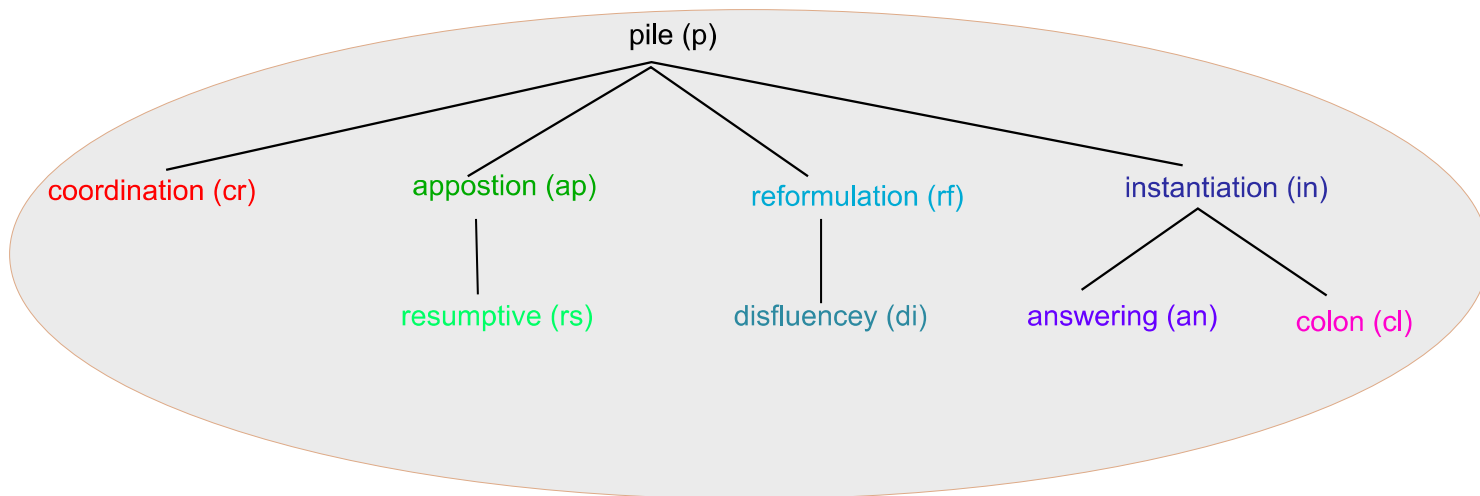 pile (p)
coordination (cr)
appostion (ap)
reformulation (rf)
instantiation (in)
resumptive (rs)
disfluencey (di)
answering (an)
colon (cl)